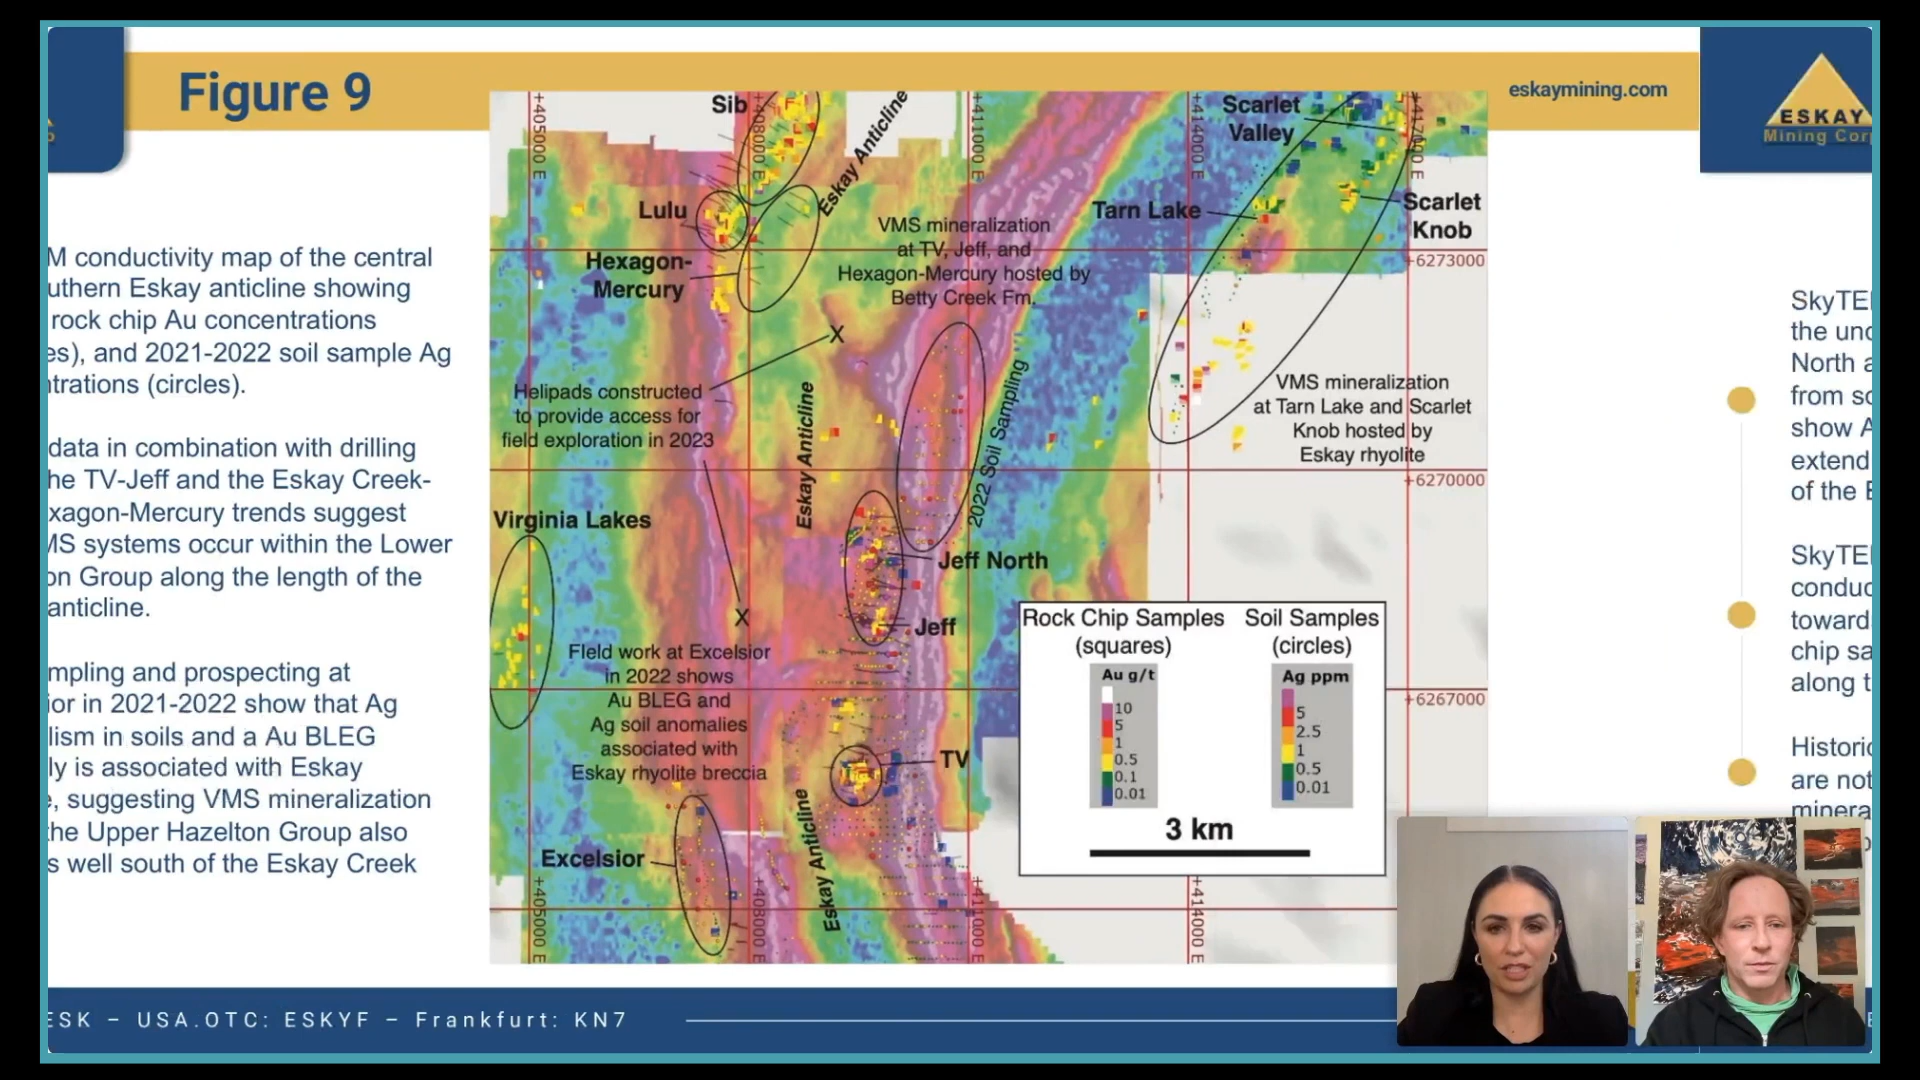 Figure 9
eskaymining.com
ESKAY
Mining Cor
M conductivity map of the central
uthern Eskay anticline showing
rock chip Au concentrations
es), and 2021-2022 soil sample Ag
ntrations (circles).
data in combination with drilling
he TV-Jeff and the Eskay Creek-
xagon-Mercury trends suggest
MS systems occur within the Lower
on Group along the length of the
anticline.
mpling and prospecting at
ior in 2021-2022 show that Ag
lism in soils and a Au BLEG
ly is associated with Eskay
e, suggesting VMS mineralization
the Upper Hazelton Group also
s well south of the Eskay Creek
+405000 E
+408000 E
+411000 E
+414000 E
+417000 E
Sib
Eskay Anticline
Scarlet
Valley
Lulu
Tarn Lake
Scarlet
Knob
VMS mineralization
at TV, Jeff, and
Hexagon-Mercury hosted by
Betty Creek Fm.
Hexagon-
Mercury
+6273000
X
Helipads constructed
to provide access for
field exploration in 2023
Eskay Anticline
2022 Soil Sampling
VMS mineralization
at Tarn Lake and Scarlet
Knob hosted by
Eskay rhyolite
+6270000
Virginia Lakes
Jeff North
X
Jeff
Field work at Excelsior
in 2022 shows
Au BLEG and
Ag soil anomalies
associated with
Eskay rhyolite breccia
+6267000
TV
Eskay Anticline
Excelsior
Rock Chip Samples
(squares)
Au g/t
10
5
1
0.5
0.1
0.01
Soil Samples
(circles)
Ag ppm
5
2.5
1
0.5
0.01
3 km
+405000 E
+408000 E
+411000 E
+414000 E
SkyTE
the und
North a
from so
show A
extend
of the E
SkyTE
conduc
toward
chip sa
along t
Historic
are not
minera
ESK – USA.OTC: ESKYF – Frankfurt: KN7